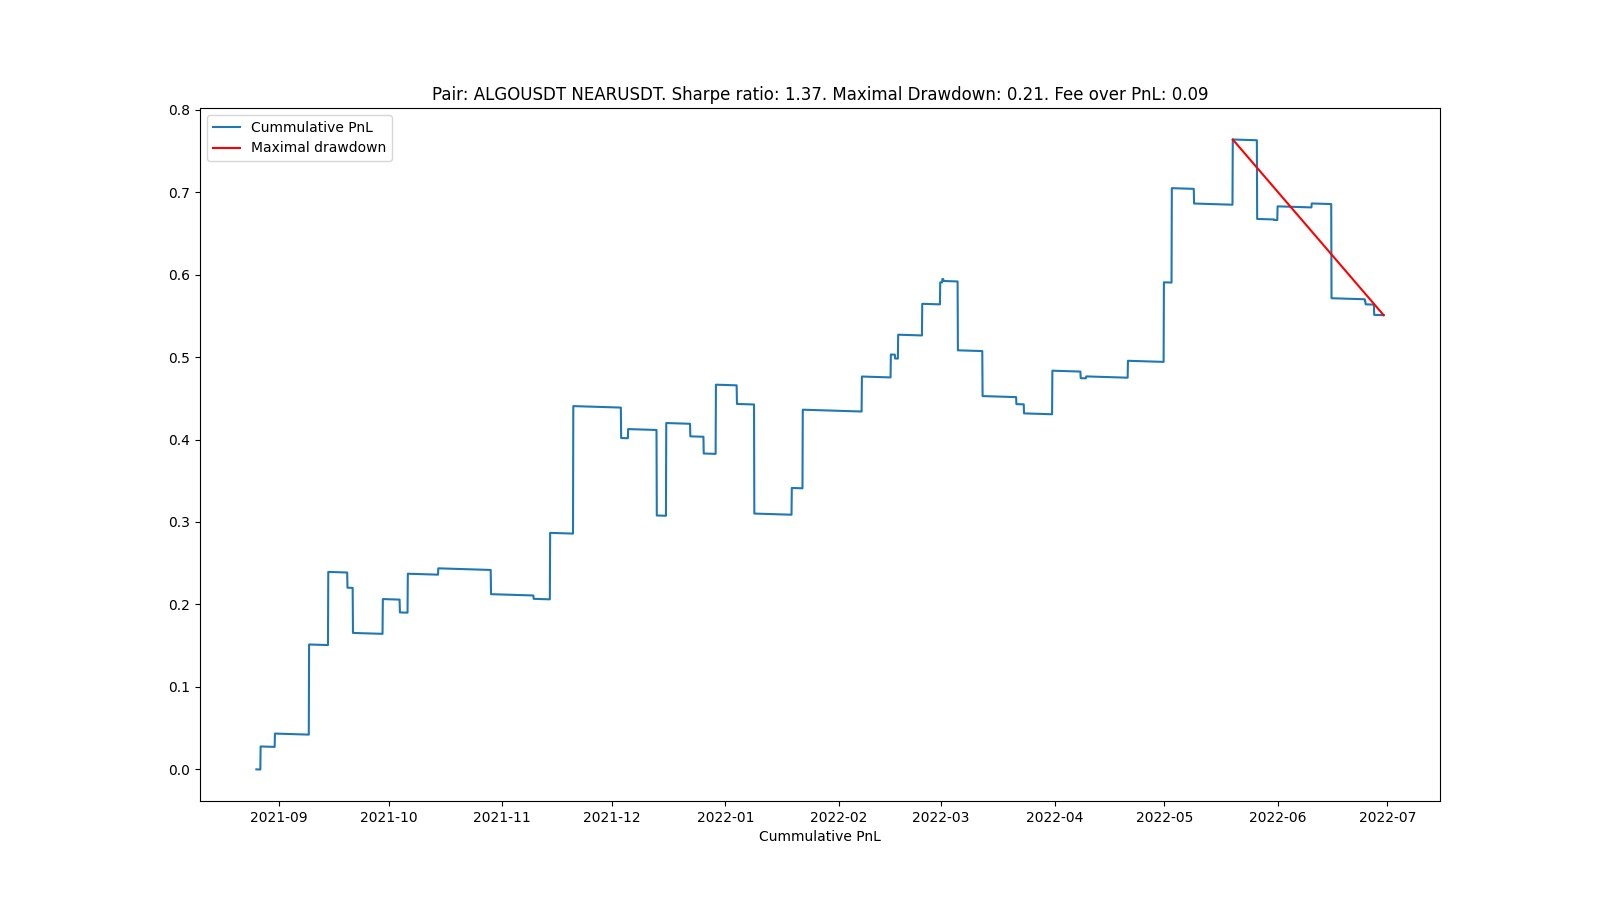 Pair: ALGOUSDT NEARUSDT. Sharpe ratio: 1.37. Maximal Drawdown: 0.21. Fee over PnL: 0.09
Cummulative PnL
Maximal drawdown
0.8
0.7
0.6
0.5
0.4
0.3
0.2
0.1
0.0
2021-09 2021-10 2021-11 2021-12 2022-01 2022-02 2022-03 2022-04 2022-05 2022-06 2022-07
Cummulative PnL